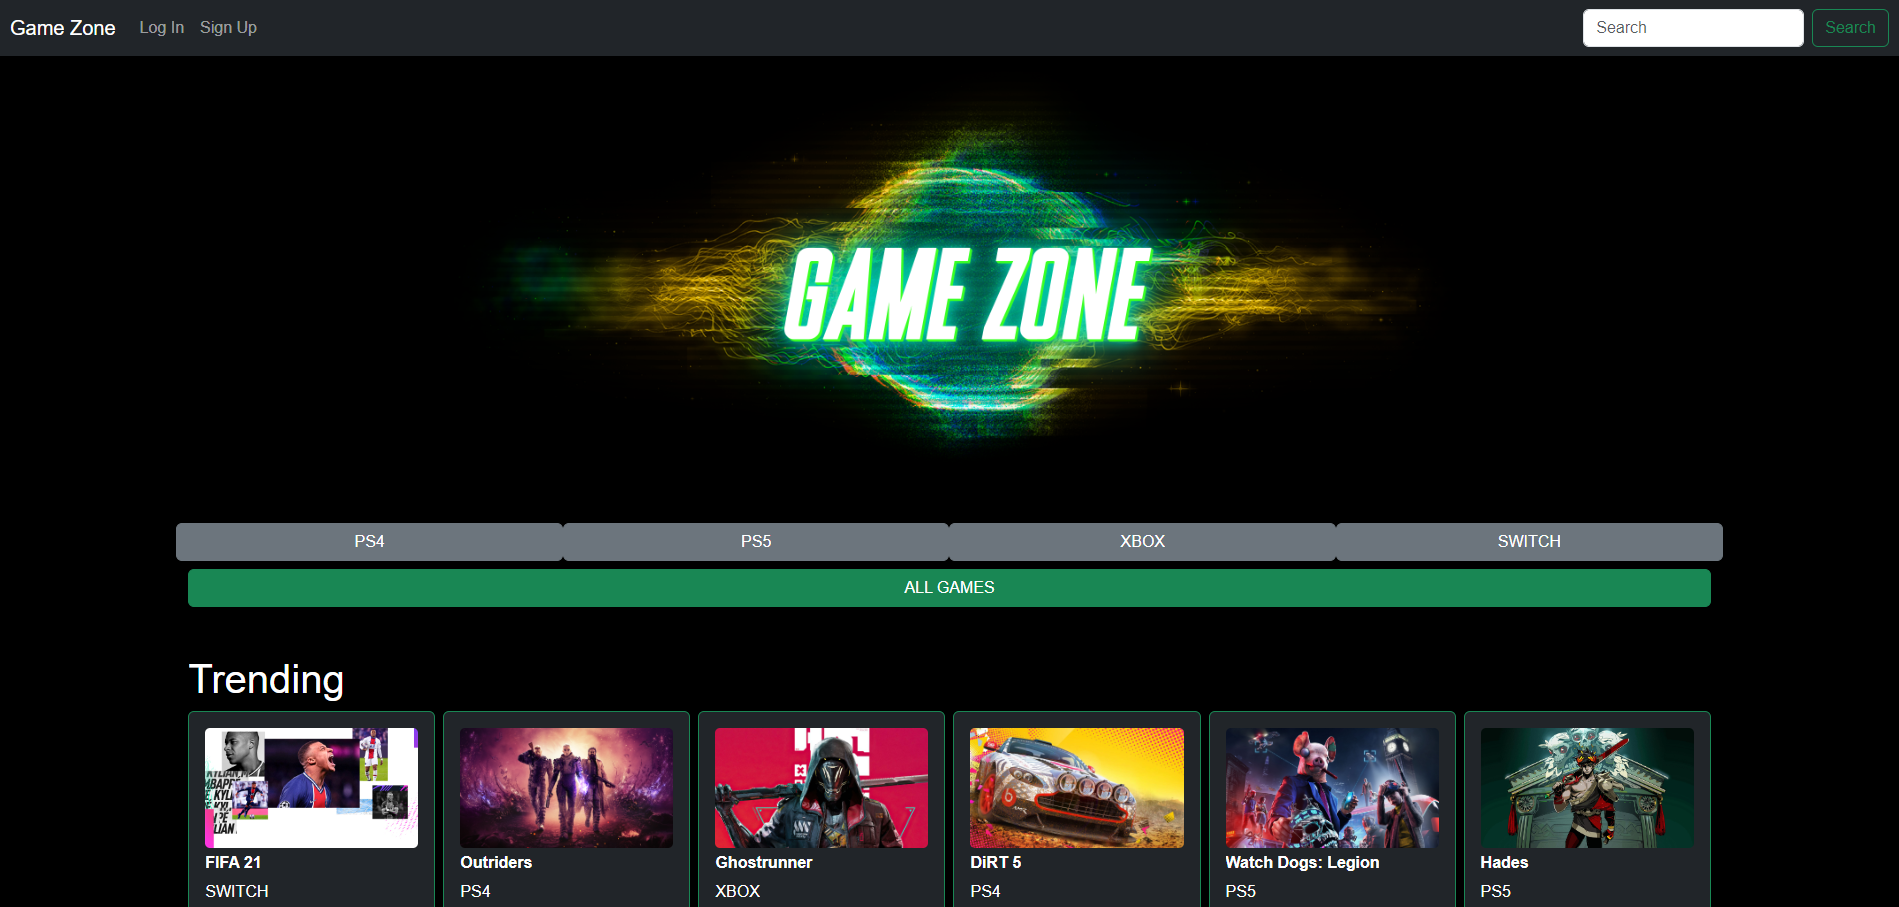 Game Zone Log In Sign Up Search Search
GAME ZONE
PS4 PS5 XBOX SWITCH
ALL GAMES
Trending
FIFA 21 Outriders Ghostrunner DiRT 5 Watch Dogs: Legion Hades
SWITCH PS4 XBOX PS4 PS5 PS5